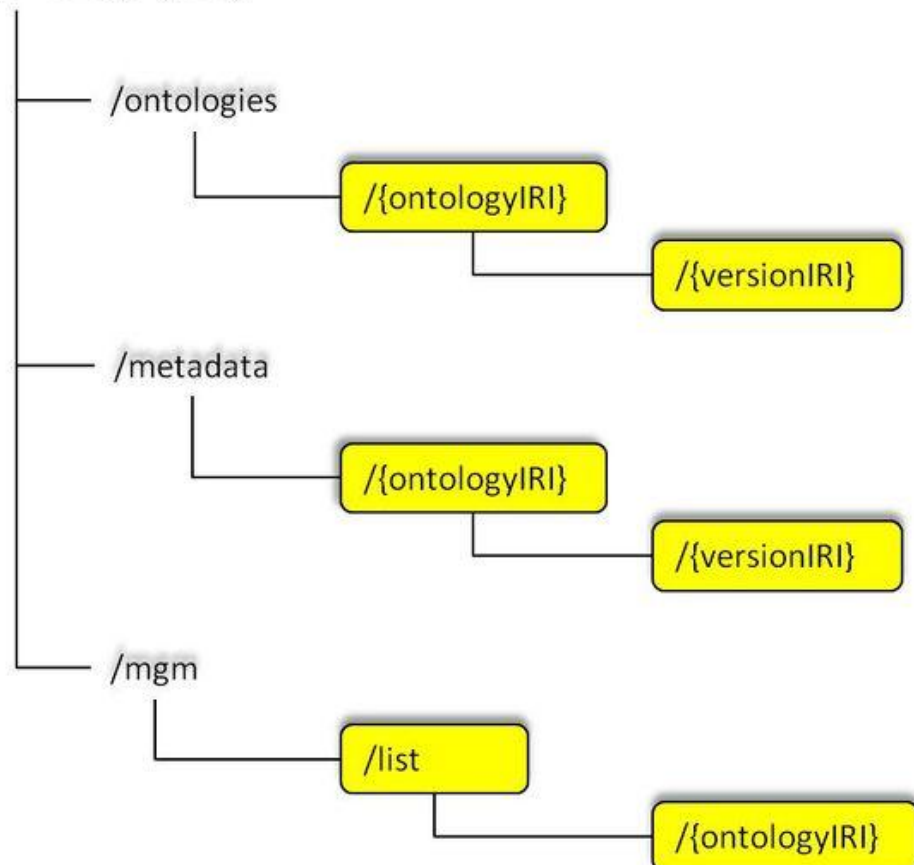 /ontologies
/{ontologyIRI}
/{versionIRI}
/metadata
/{ontologyIRI}
/{versionIRI}
/mgm
/list
/{ontologyIRI}